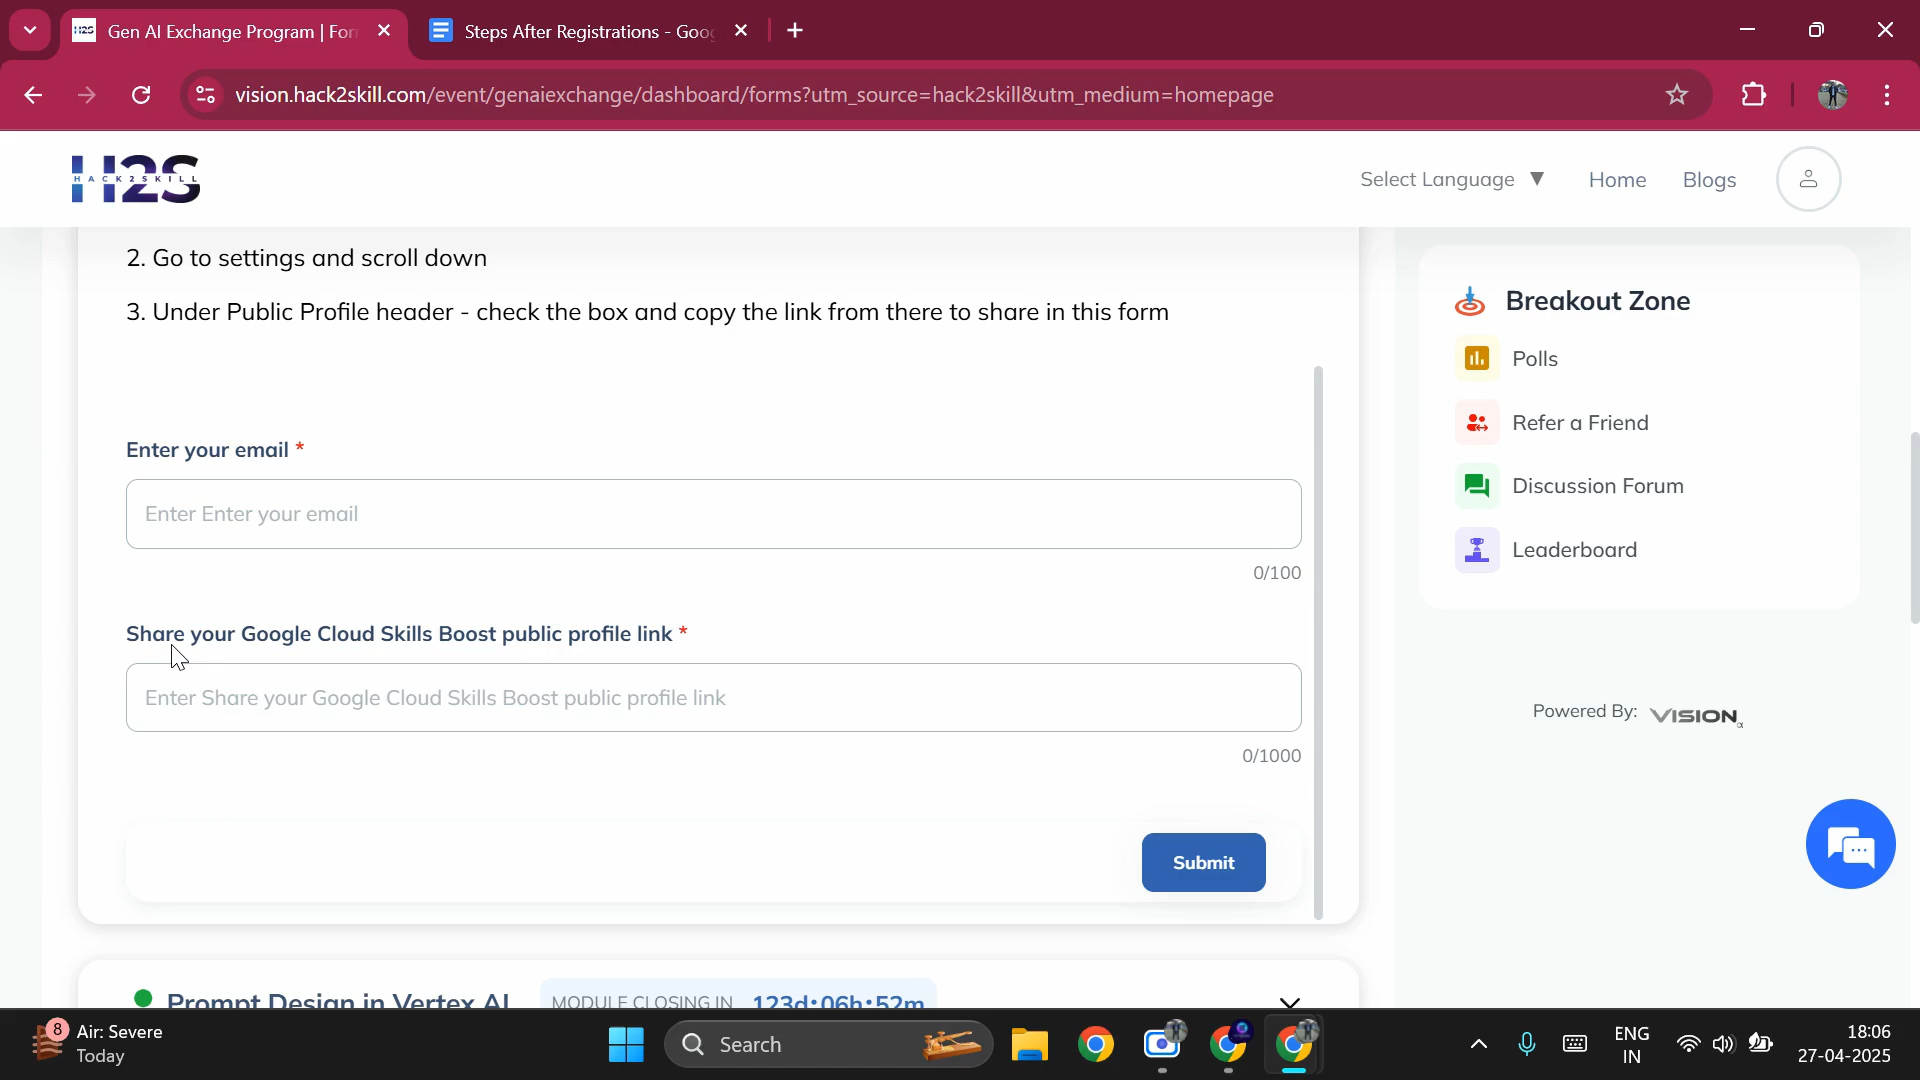 H2S Gen AI Exchange Program | For
Steps After Registrations - Goog
vision.hack2skill.com/event/genaiexchange/dashboard/forms?utm_source=hack2skill&utm_medium=homepage
H2S
HACK2SKILL
Select Language ▼
Home
Blogs
2. Go to settings and scroll down
3. Under Public Profile header - check the box and copy the link from there to share in this form
Enter your email *
Enter Enter your email
0/100
Share your Google Cloud Skills Boost public profile link *
Enter Share your Google Cloud Skills Boost public profile link
0/1000
Submit
Prompt Design in Vertex AI
MODULE CLOSING IN 123d:06h:52m
Breakout Zone
Polls
Refer a Friend
Discussion Forum
Leaderboard
Powered By: VISION α
8
Air: Severe
Today
Search
ENG
IN
18:06
27-04-2025